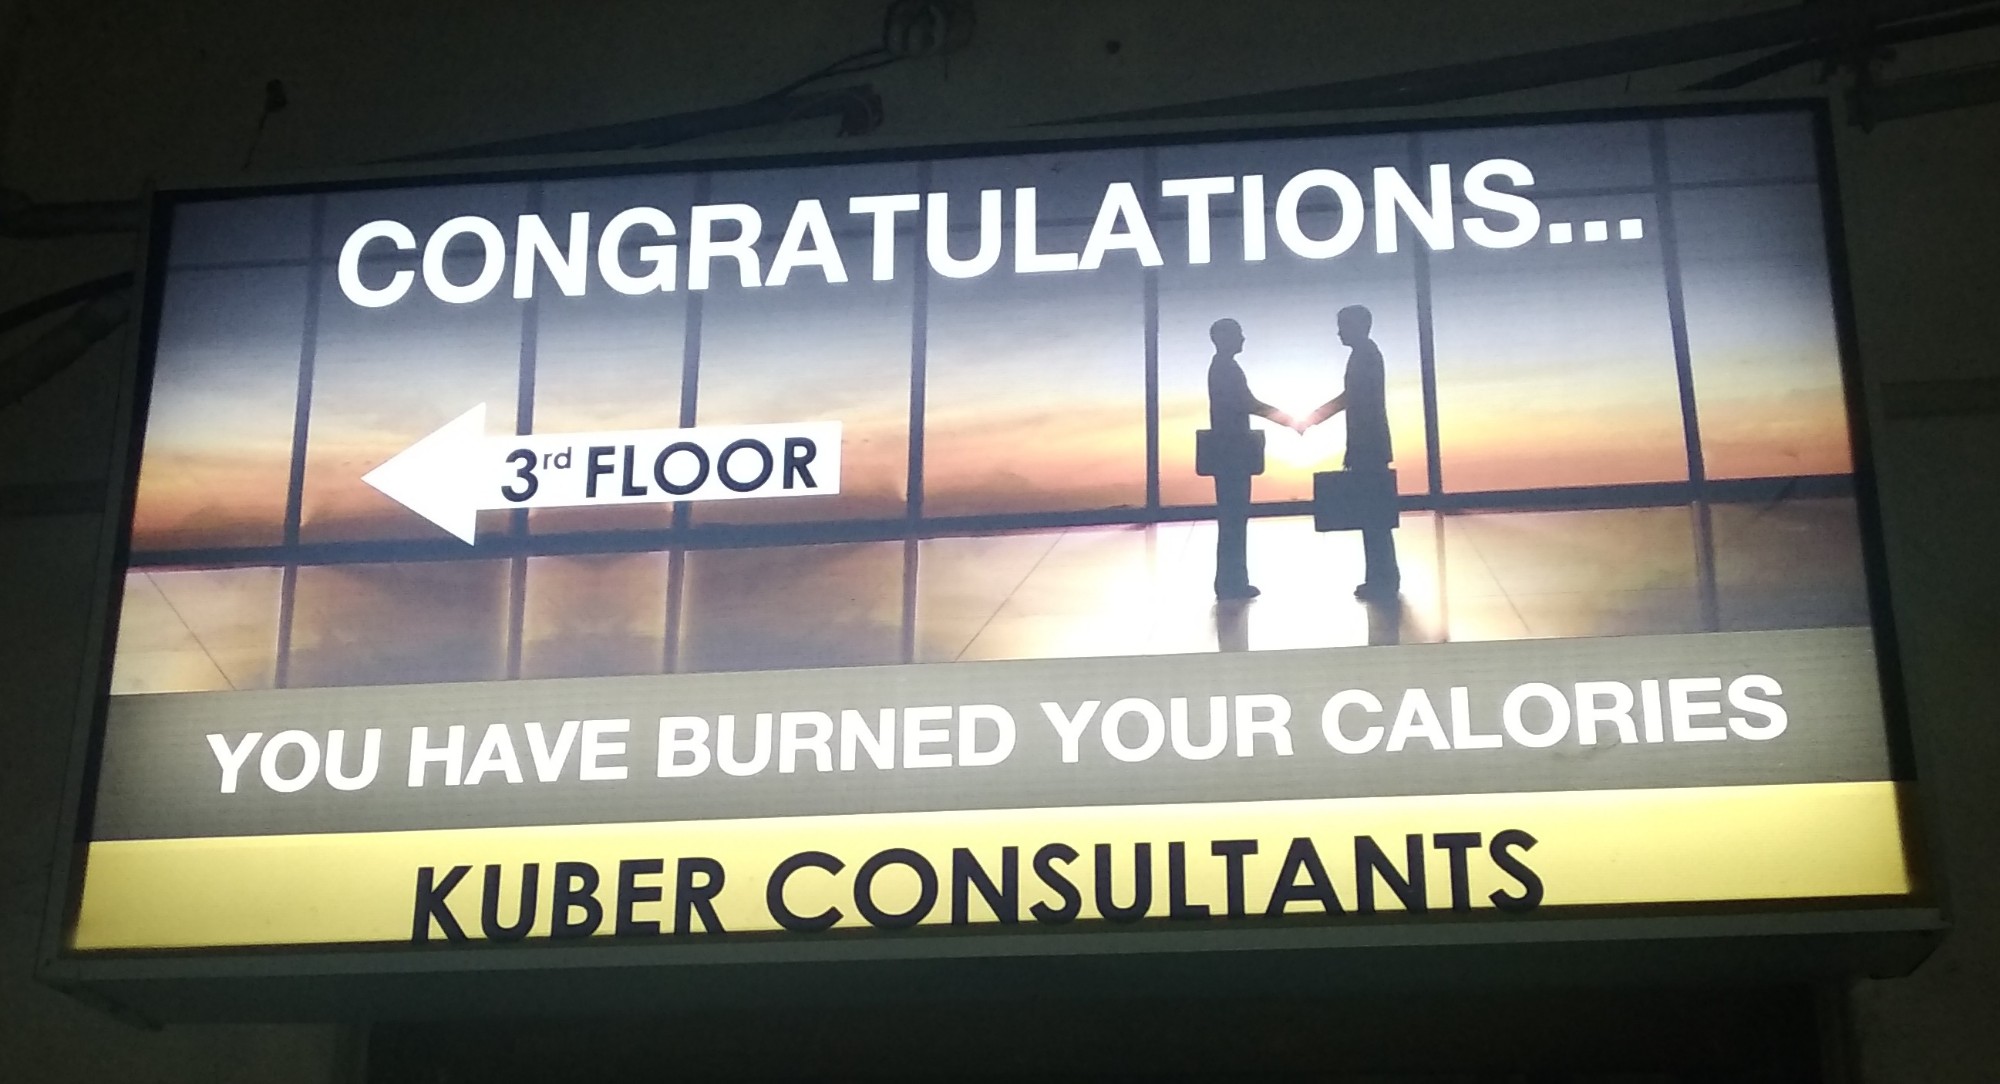 CONGRATULATIONS...
3rd FLOOR
YOU HAVE BURNED YOUR CALORIES
KUBER CONSULTANTS